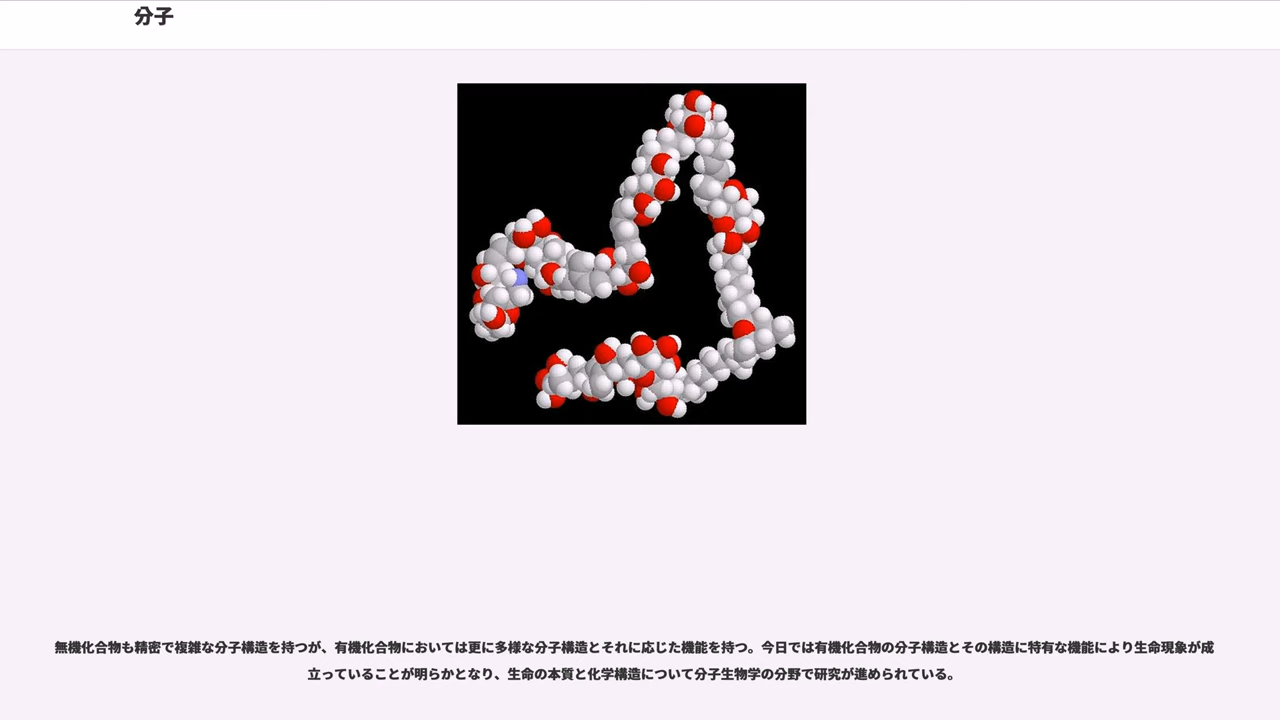 分子
無機化合物も精密で複雑な分子構造を持つが、有機化合物においては更に多様な分子構造とそれに応じた機能を持つ。今日では有機化合物の分子構造とその構造に特有な機能により生命現象が成
立っていることが明らかとなり、生命の本質と化学構造について分子生物学の分野で研究が進められている。